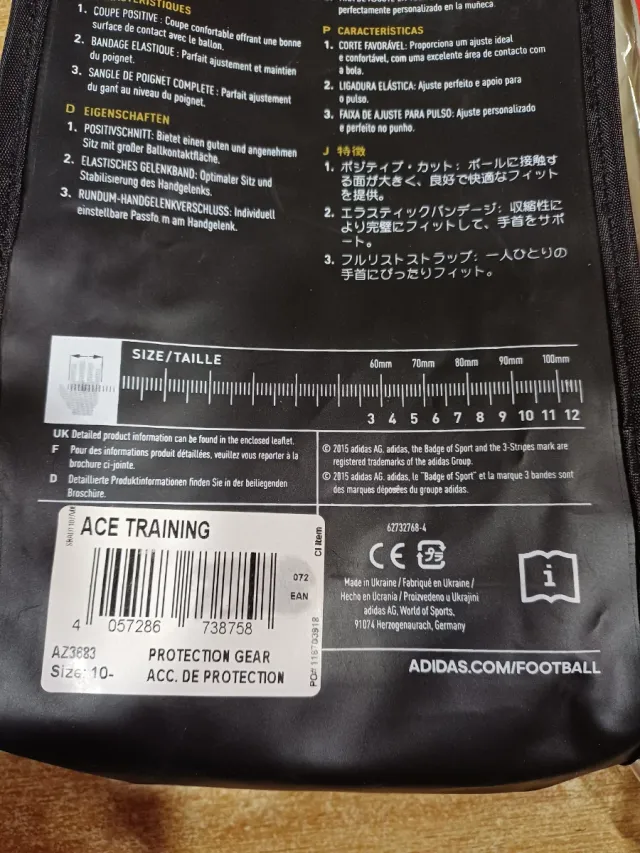 CARACTÉRISTIQUES
1. COUPE POSITIVE : Coupe confortable offrant une bonne
surface de contact avec le ballon.
2. BANDAGE ELASTIQUE : Parfait ajustement et maintien
du poignet.
3. SANGLE DE POIGNET COMPLETE : Parfait ajustement
du gant au niveau du poignet.
D EIGENSCHAFTEN
1. POSITIVSCHNITT: Bietet einen guten und angenehmen
Sitz mit großer Ballkontaktfläche.
2. ELASTISCHES GELENKBAND: Optimaler Sitz und
Stabilisierung des Handgelenks.
3. RUNDUM-HANDGELENKVERSCHLUSS: Individuell
einstellbare Passform am Handgelenk.
perfectamente personalizado en la muñeca.
P CARACTERÍSTICAS
1. CORTE FAVORÁVEL: Proporciona um ajuste ideal
e confortável, com uma excelente área de contacto com
a bola.
2. LIGADURA ELÁSTICA: Ajuste perfeito e apoio para
o pulso.
3. FAIXA DE AJUSTE PARA PULSO: Ajuste personalizado
e perfeito no punho.
J 特徴
1. ポジティブ・カット: ボールに接触す
る面が大きく、良好で快適なフィット
を提供。
2. エラスティックバンデージ: 収縮性に
より完璧にフィットして、手首をサポ
ート。
3. フルリストストラップ: 一人ひとりの
手首にぴったりフィット。
SIZE/TAILLE
60mm 70mm 80mm 90mm 100mm
3 4 5 6 7 8 9 10 11 12
UK Detailed product information can be found in the enclosed leaflet.
F Pour des informations produit détaillées, veuillez vous reporter à la
brochure ci-jointe.
D Detaillierte Produktinformationen finden Sie in der beiliegenden
Broschüre.
© 2015 adidas AG. adidas, the Badge of Sport and the 3-Stripes mark are
registered trademarks of the adidas Group.
© 2015 adidas AG. adidas, le "Badge of Sport" et la marque 3 bandes sont
des marques déposées du groupe adidas.
ACE TRAINING
CI item
072
EAN
4 057286 738758
PO# 116703918
AZ3683 PROTECTION GEAR
Size: 10- ACC. DE PROTECTION
62732768-4
CE プラ
Made in Ukraine / Fabriqué en Ukraine /
Hecho en Ucrania / Proizvedeno u Ukrajini
adidas AG, World of Sports,
91074 Herzogenaurach, Germany
i
ADIDAS.COM/FOOTBALL